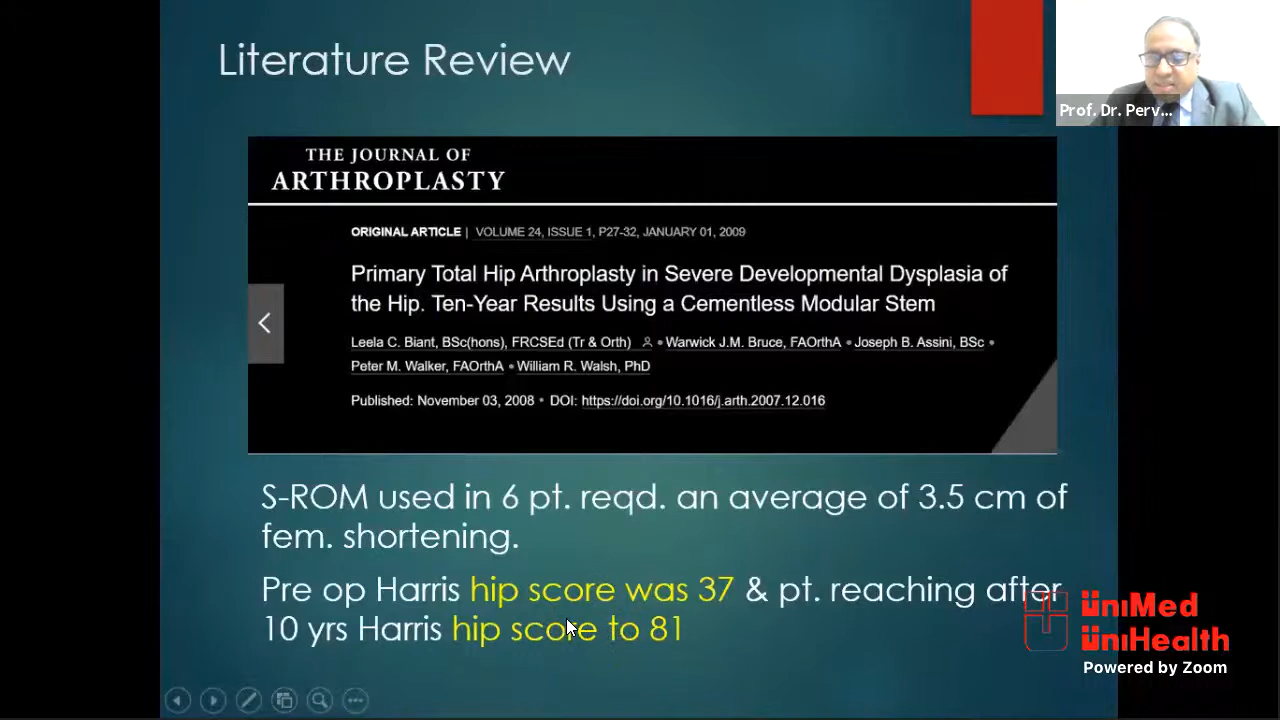 Literature Review
Prof. Dr. Perv...
THE JOURNAL OF
ARTHROPLASTY
ORIGINAL ARTICLE | VOLUME 24, ISSUE 1, P27-32, JANUARY 01, 2009
Primary Total Hip Arthroplasty in Severe Developmental Dysplasia of
the Hip. Ten-Year Results Using a Cementless Modular Stem
Leela C. Biant, BSc(hons), FRCSEd (Tr & Orth) • Warwick J.M. Bruce, FAOrthA • Joseph B. Assini, BSc •
Peter M. Walker, FAOrthA • William R. Walsh, PhD
Published: November 03, 2008 • DOI: https://doi.org/10.1016/j.arth.2007.12.016
S-ROM used in 6 pt. reqd. an average of 3.5 cm of
fem. shortening.
Pre op Harris hip score was 37 & pt. reaching after
10 yrs Harris hip score to 81
UniMed
UniHealth
Powered by Zoom